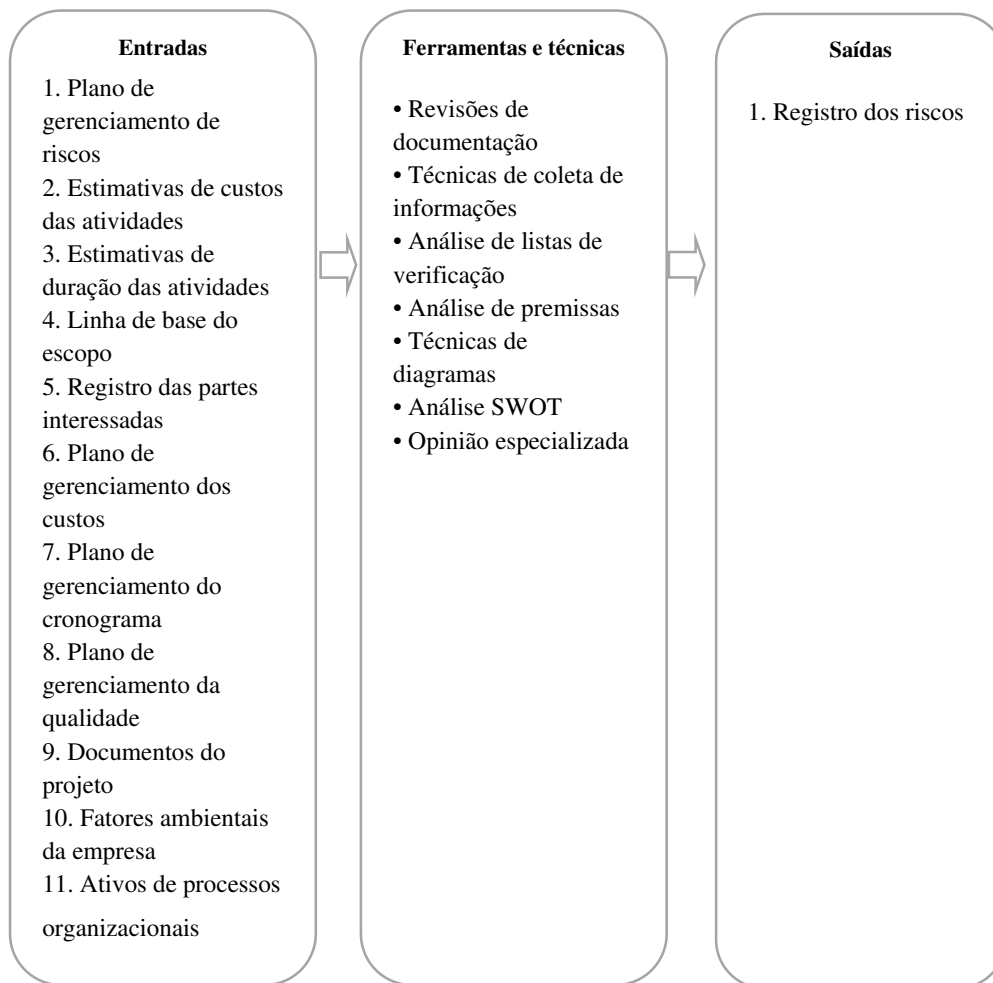 Entradas
1. Plano de
gerenciamento de
riscos
2. Estimativas de custos
das atividades
3. Estimativas de
duração das atividades
4. Linha de base do
escopo
5. Registro das partes
interessadas
6. Plano de
gerenciamento dos
custos
7. Plano de
gerenciamento do
cronograma
8. Plano de
gerenciamento da
qualidade
9. Documentos do
projeto
10. Fatores ambientais
da empresa
11. Ativos de processos
organizacionais
Ferramentas e técnicas
• Revisões de
documentação
• Técnicas de coleta de
informações
• Análise de listas de
verificação
• Análise de premissas
• Técnicas de
diagramas
• Análise SWOT
• Opinião especializada
Saídas
1. Registro dos riscos